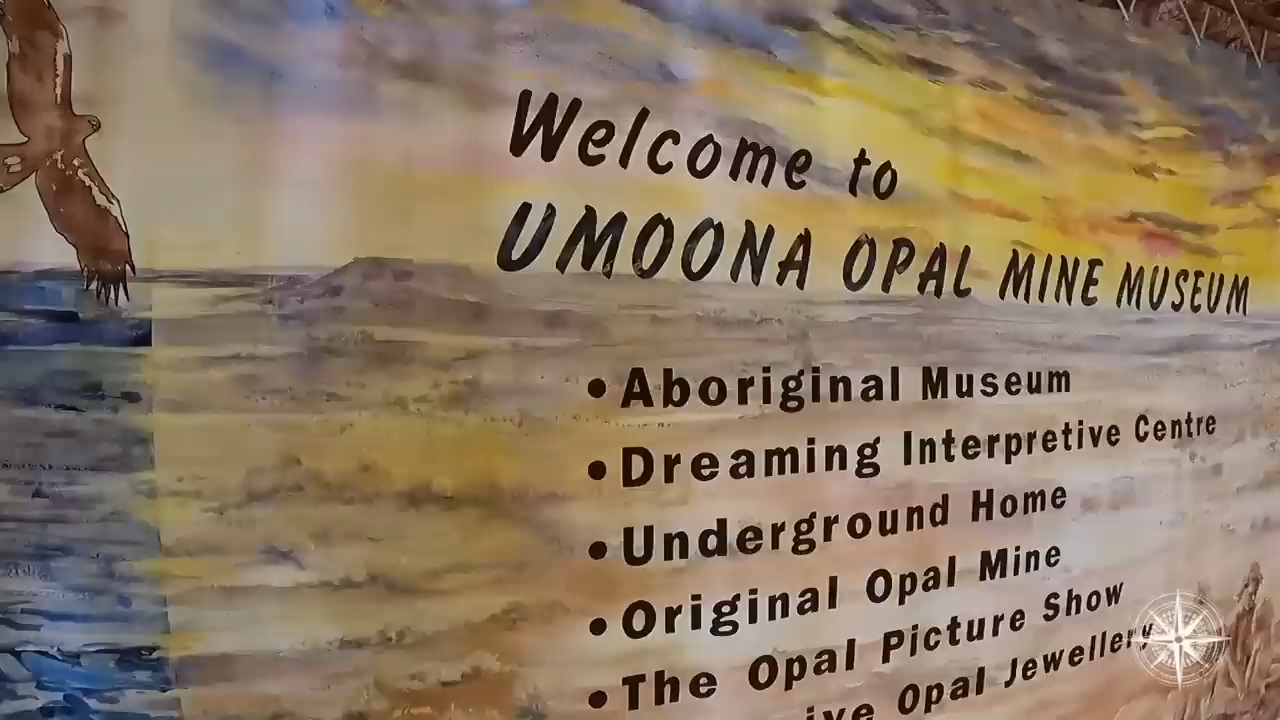 Welcome to
UMOONA OPAL MINE MUSEUM
• Aboriginal Museum
• Dreaming Interpretive Centre
• Underground Home
• Original Opal Mine
• The Opal Picture Show
Opal Jewellery